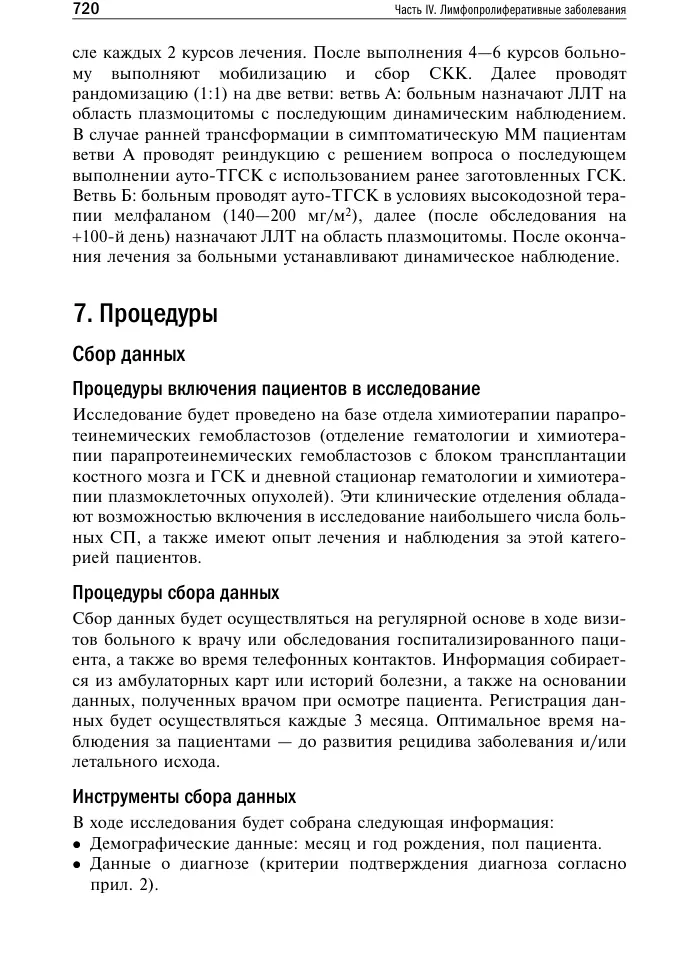 720
Часть IV. Лимфопролиферативные заболевания
сле каждых 2 курсов лечения. После выполнения 4—6 курсов больно-
му выполняют мобилизацию и сбор СКК. Далее проводят
рандомизацию (1:1) на две ветви: ветвь А: больным назначают ЛЛТ на
область плазмоцитомы с последующим динамическим наблюдением.
В случае ранней трансформации в симптоматическую ММ пациентам
ветви А проводят реиндукцию с решением вопроса о последующем
выполнении ауто-ТГСК с использованием ранее заготовленных ГСК.
Ветвь Б: больным проводят ауто-ТГСК в условиях высокодозной тера-
пии мелфаланом (140—200 мг/м²), далее (после обследования на
+100-й день) назначают ЛЛТ на область плазмоцитомы. После оконча-
ния лечения за больными устанавливают динамическое наблюдение.
7. Процедуры
Сбор данных
Процедуры включения пациентов в исследование
Исследование будет проведено на базе отдела химиотерапии парапро-
теинемических гемобластозов (отделение гематологии и химиотера-
пии парапротеинемических гемобластозов с блоком трансплантации
костного мозга и ГСК и дневной стационар гематологии и химиотера-
пии плазмоклеточных опухолей). Эти клинические отделения облада-
ют возможностью включения в исследование наибольшего числа боль-
ных СП, а также имеют опыт лечения и наблюдения за этой катего-
рией пациентов.
Процедуры сбора данных
Сбор данных будет осуществляться на регулярной основе в ходе визи-
тов больного к врачу или обследования госпитализированного паци-
ента, а также во время телефонных контактов. Информация собирает-
ся из амбулаторных карт или историй болезни, а также на основании
данных, полученных врачом при осмотре пациента. Регистрация дан-
ных будет осуществляться каждые 3 месяца. Оптимальное время на-
блюдения за пациентами — до развития рецидива заболевания и/или
летального исхода.
Инструменты сбора данных
В ходе исследования будет собрана следующая информация:
● Демографические данные: месяц и год рождения, пол пациента.
● Данные о диагнозе (критерии подтверждения диагноза согласно
прил. 2).